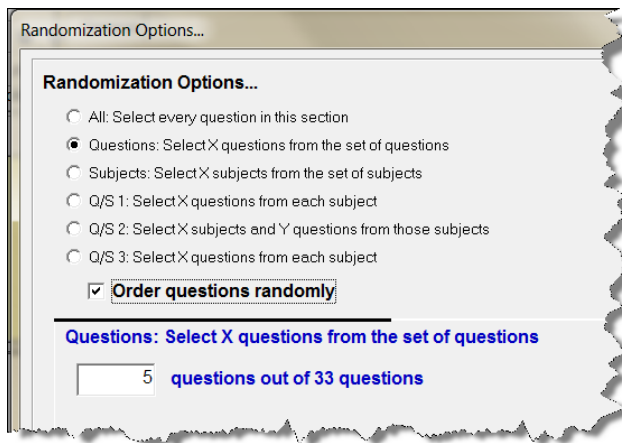 Randomization Options...
Randomization Options...
All: Select every question in this section
Questions: Select X questions from the set of questions
Subjects: Select X subjects from the set of subjects
Q/S 1: Select X questions from each subject
Q/S 2: Select X subjects and Y questions from those subjects
Q/S 3: Select X questions from each subject
Order questions randomly
Questions: Select X questions from the set of questions
5 questions out of 33 questions